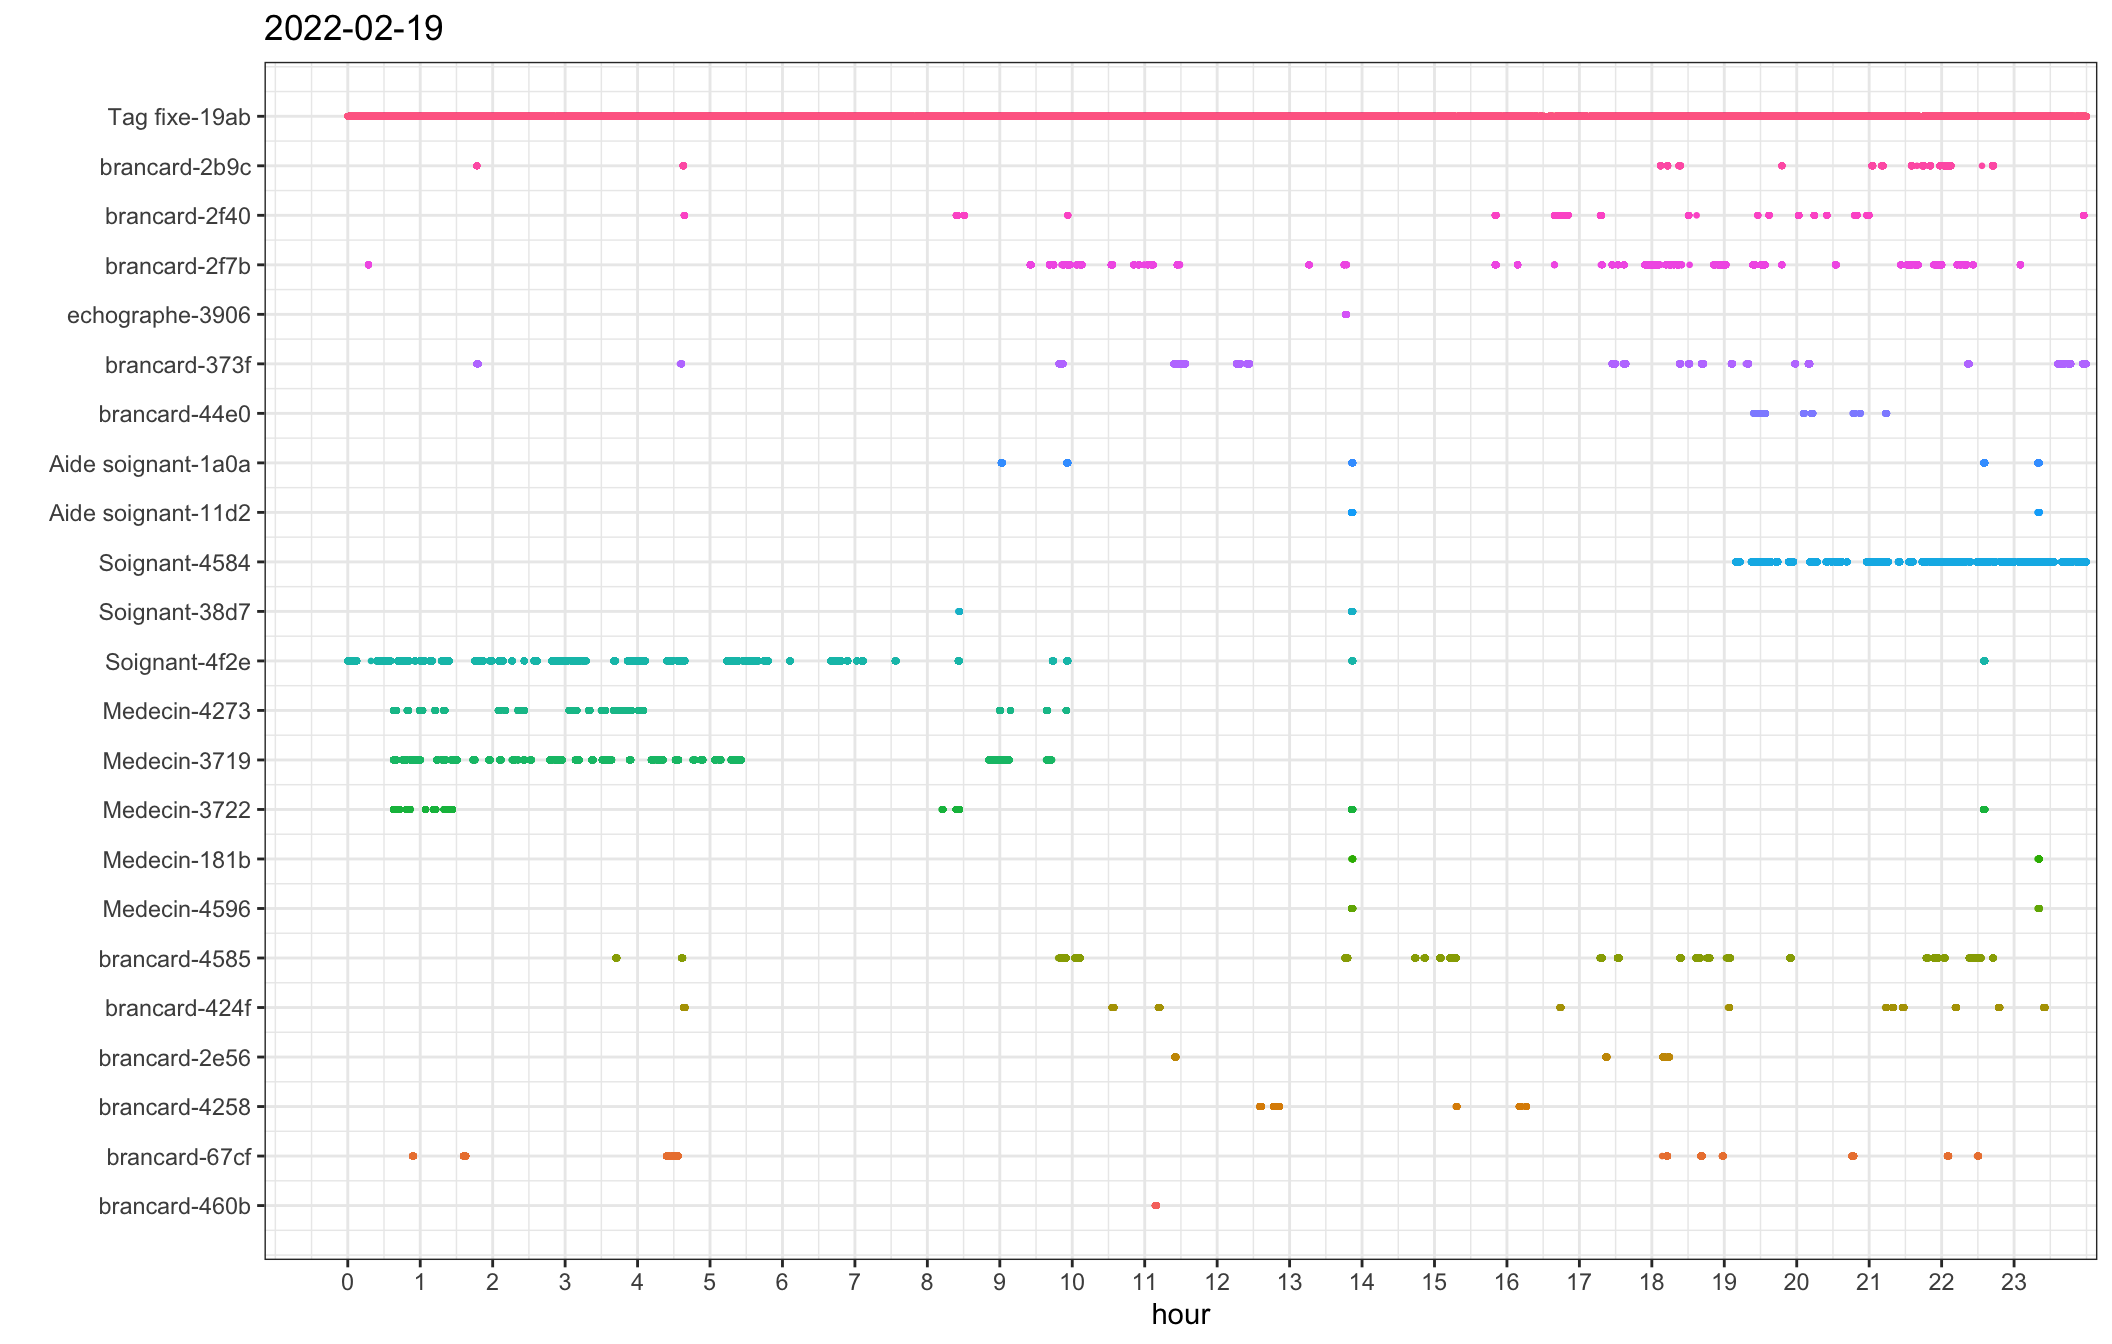 2022-02-19
Tag fixe-19ab
brancard-2b9c
brancard-2f40
brancard-2f7b
echographe-3906
brancard-373f
brancard-44e0
Aide soignant-1a0a
Aide soignant-11d2
Soignant-4584
Soignant-38d7
Soignant-4f2e
Medecin-4273
Medecin-3719
Medecin-3722
Medecin-181b
Medecin-4596
brancard-4585
brancard-424f
brancard-2e56
brancard-4258
brancard-67cf
brancard-460b
0 1 2 3 4 5 6 7 8 9 10 11 12 13 14 15 16 17 18 19 20 21 22 23
hour